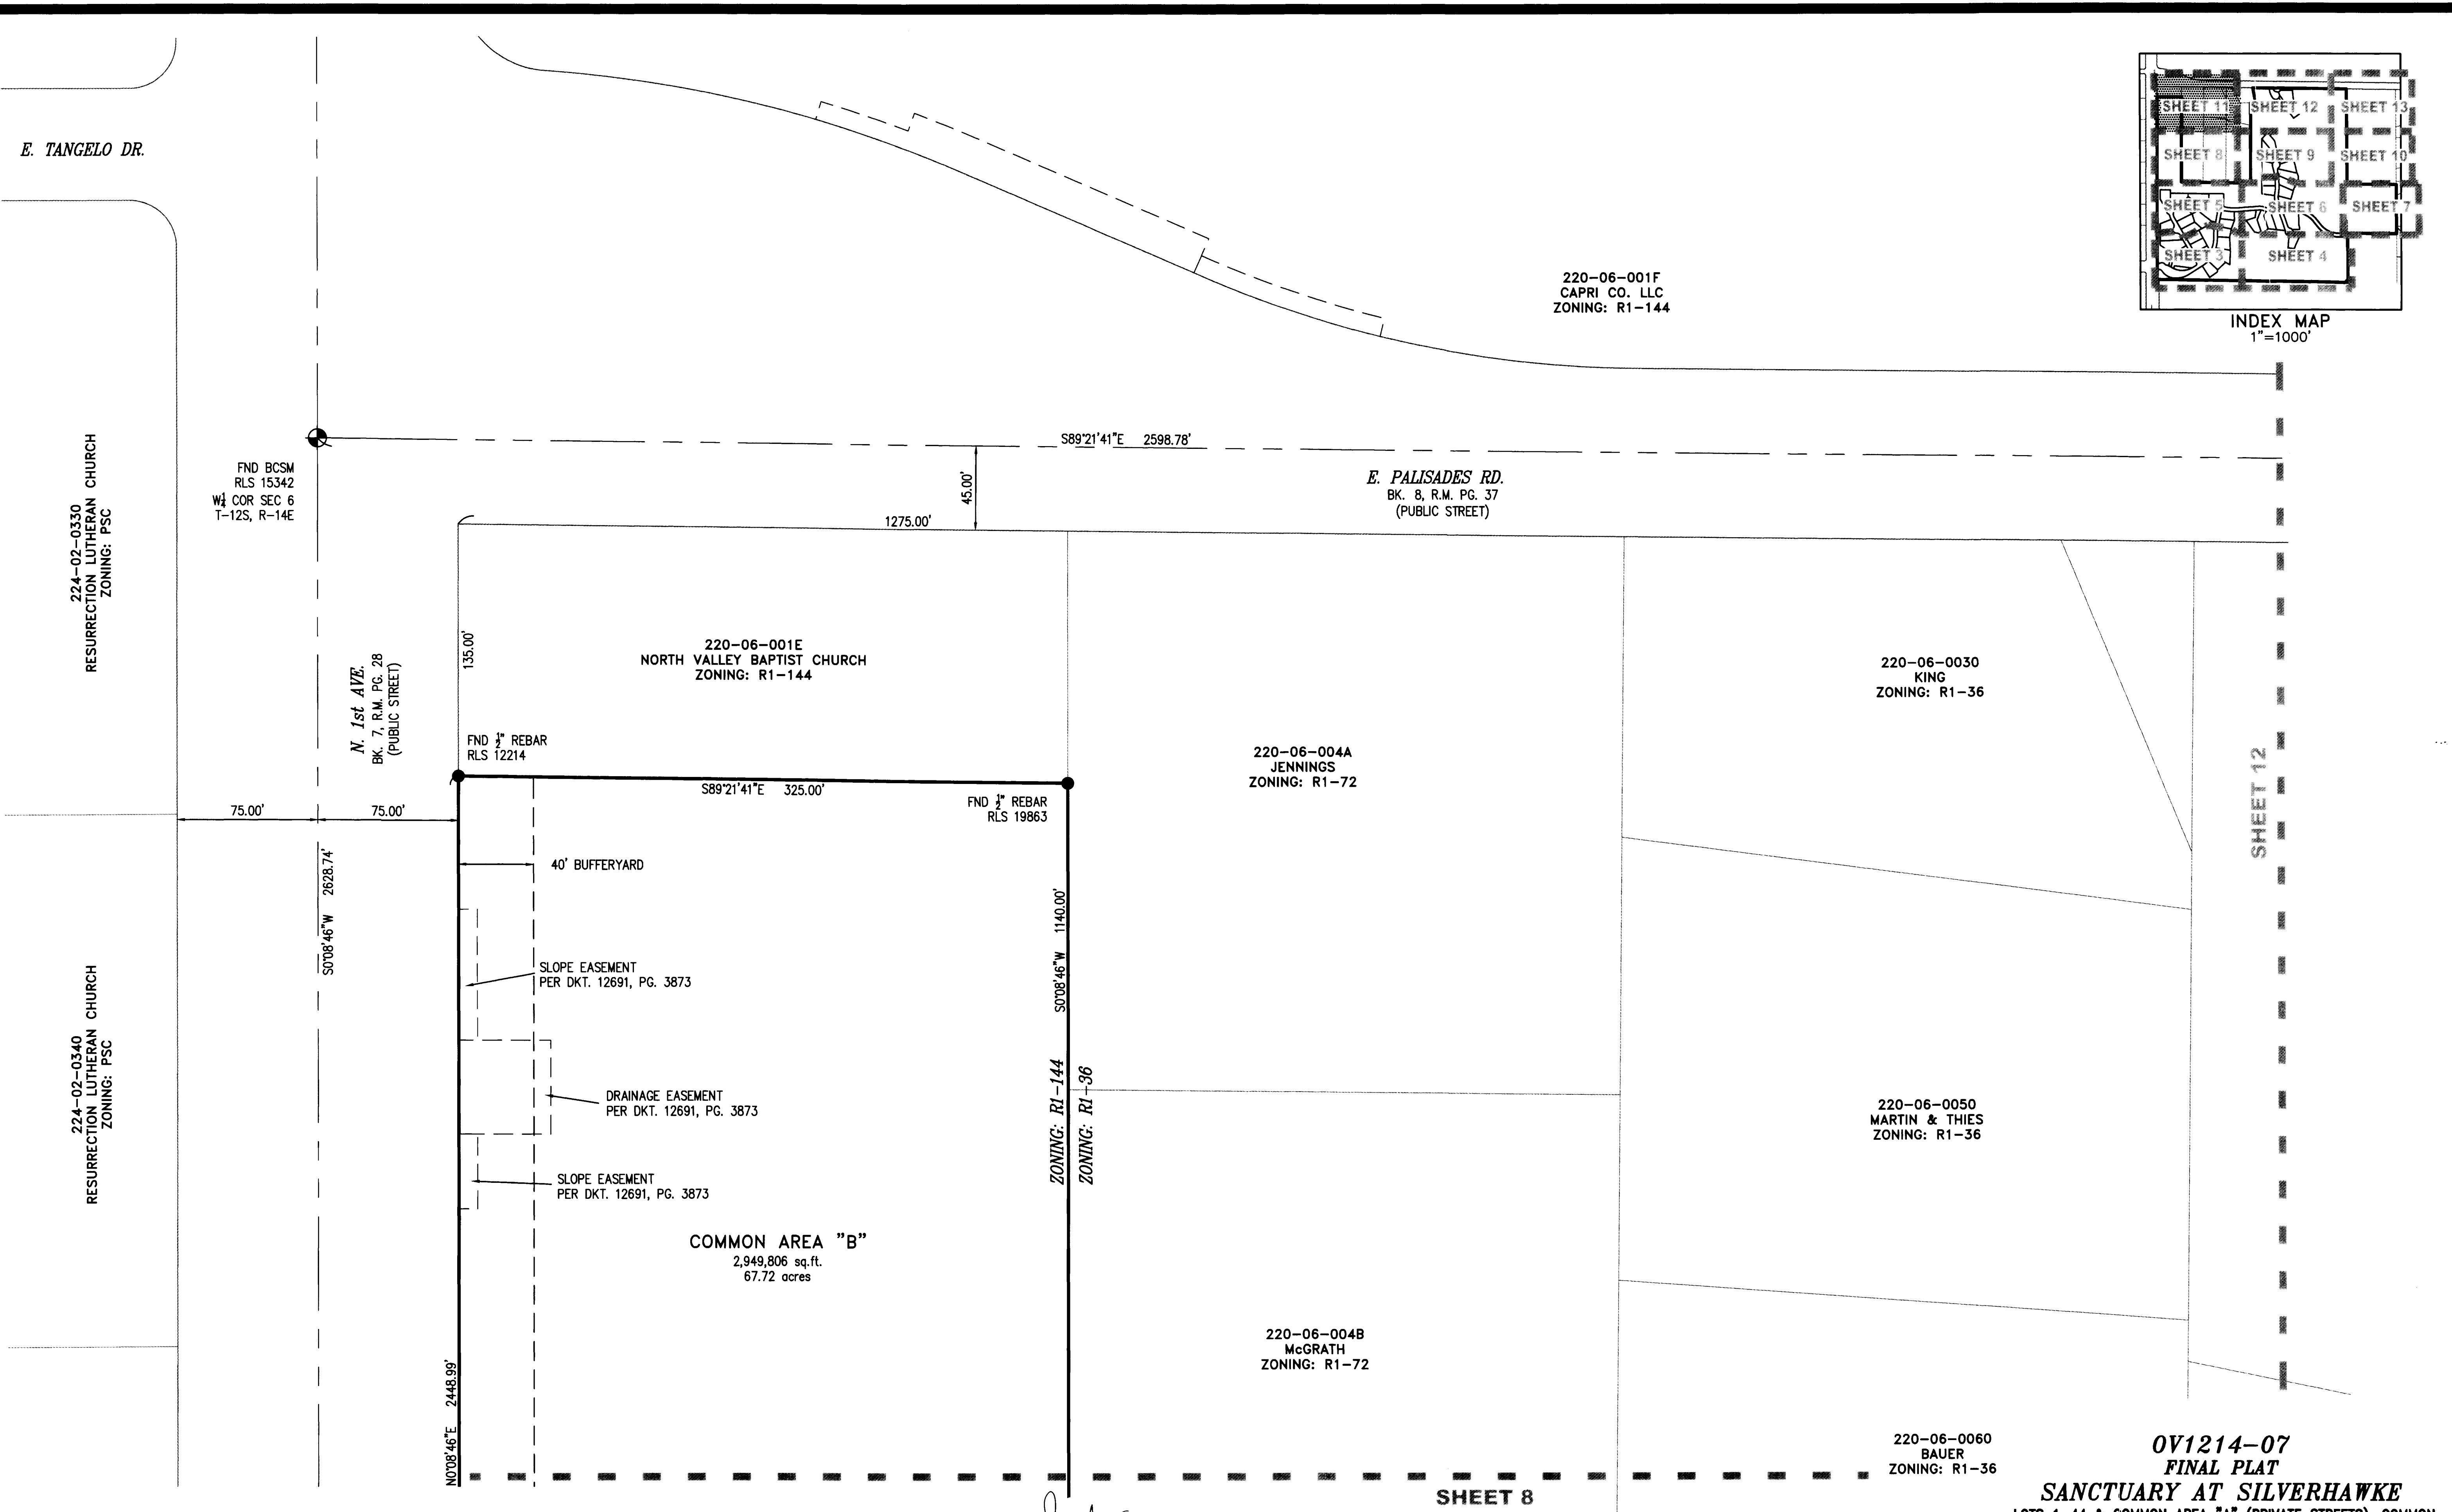 E. TANGELO DR.
224-02-0330
RESURRECTION LUTHERAN CHURCH
ZONING: PSC
224-02-0340
RESURRECTION LUTHERAN CHURCH
ZONING: PSC
FND BCSM
RLS 15342
W¼ COR SEC 6
T-12S, R-14E
N. 1st AVE.
BK. 7, R.M. PG. 28
(PUBLIC STREET)
75.00'
75.00'
S0°08'46"W 2628.74'
220-06-001F
CAPRI CO. LLC
ZONING: R1-144
SHEET 11
SHEET 12
SHEET 13
SHEET 8
SHEET 9
SHEET 10
SHEET 5
SHEET 6
SHEET 7
SHEET 3
SHEET 4
INDEX MAP
1"=1000'
S89°21'41"E 2598.78'
45.00'
E. PALISADES RD.
BK. 8, R.M. PG. 37
(PUBLIC STREET)
1275.00'
135.00'
220-06-001E
NORTH VALLEY BAPTIST CHURCH
ZONING: R1-144
FND ½" REBAR
RLS 12214
S89°21'41"E 325.00'
FND ½" REBAR
RLS 19863
220-06-004A
JENNINGS
ZONING: R1-72
220-06-0030
KING
ZONING: R1-36
SHEET 12
40' BUFFERYARD
SLOPE EASEMENT
PER DKT. 12691, PG. 3873
DRAINAGE EASEMENT
PER DKT. 12691, PG. 3873
SLOPE EASEMENT
PER DKT. 12691, PG. 3873
S0°08'46"W 1140.00'
ZONING: R1-144
ZONING: R1-36
COMMON AREA "B"
2,949,806 sq.ft.
67.72 acres
N0°08'46"E 2448.99'
220-06-0050
MARTIN & THIES
ZONING: R1-36
220-06-004B
McGRATH
ZONING: R1-72
220-06-0060
BAUER
ZONING: R1-36
SHEET 8
OV1214-07
FINAL PLAT
SANCTUARY AT SILVERHAWKE
COMMON AREA "A" (PRIVATE STREETS), COMMON